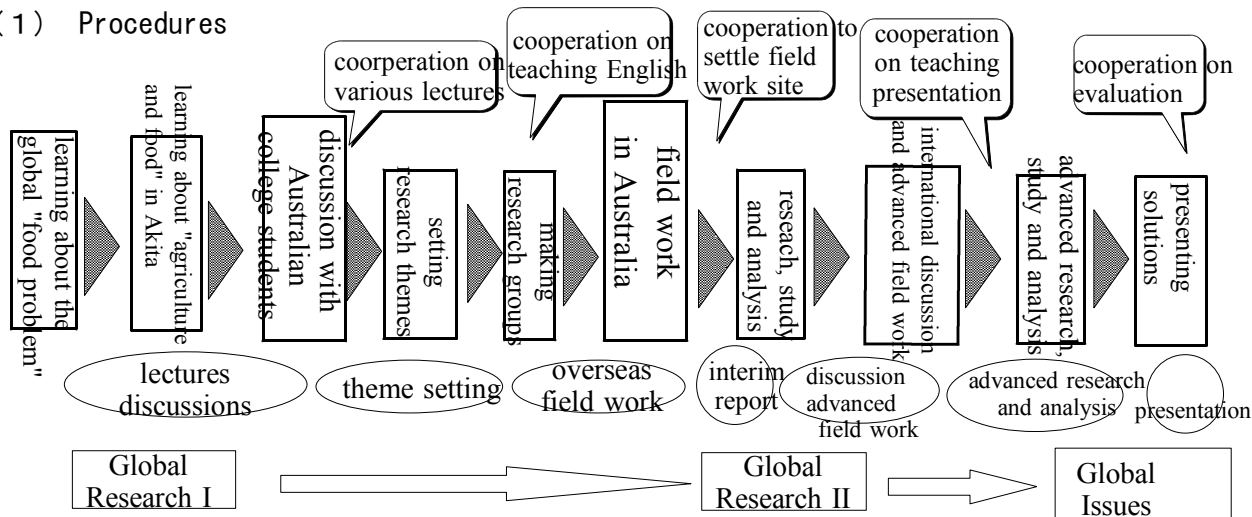 (１) Procedures
coorperation on
various lectures
cooperation on
teaching English
cooperation to
settle field
work site
cooperation
on teaching
presentation
cooperation on
evaluation
learning about the
global "food problem"
learning about "agriculture
and food" in Akita
discussion with
Australian
college students
setting
research themes
making
research groups
field work
in Australia
reseach, study
and analysis
international discussion
and advanced field work
advanced research,
study and analysis
presenting
solutions
lectures
discussions
theme setting
overseas
field work
interim
report
discussion
advanced
field work
advanced research
and analysis
presentation
Global
Research I
Global
Research II
Global
Issues